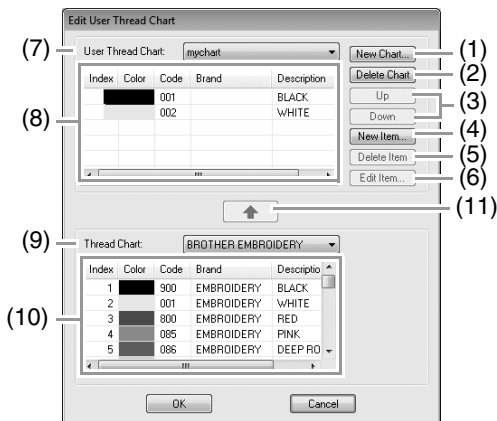 Edit User Thread Chart
(7) User Thread Chart: mychart New Chart... (1)
Delete Chart (2)
Index Color Code Brand Description
001 BLACK Up (3)
002 WHITE Down
(8) New Item... (4)
Delete Item (5)
Edit Item... (6)
(11)
(9) Thread Chart: BROTHER EMBROIDERY
Index Color Code Brand Descriptio
1 900 EMBROIDERY BLACK
2 001 EMBROIDERY WHITE
(10) 3 800 EMBROIDERY RED
4 085 EMBROIDERY PINK
5 086 EMBROIDERY DEEP RO
OK Cancel